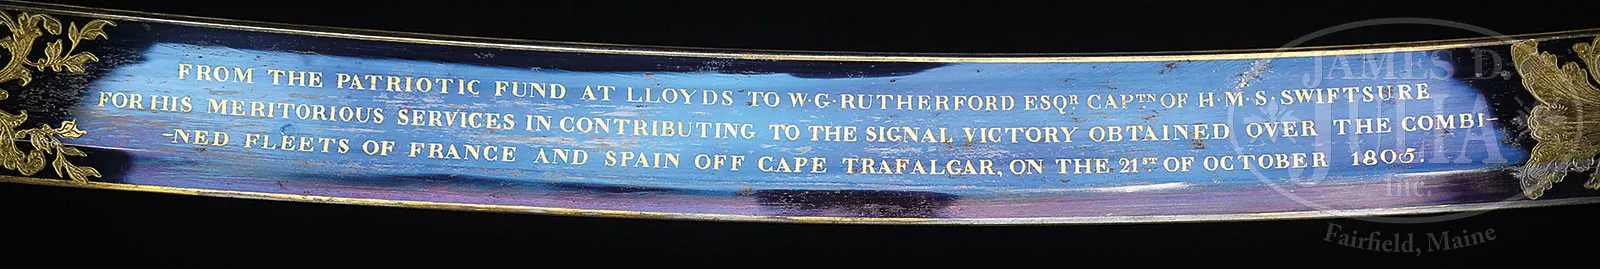 FROM THE PATRIOTIC FUND AT LLOYDS TO W·G·RUTHERFORD ESQR CAPTN OF H·M·S·SWIFTSURE
FOR HIS MERITORIOUS SERVICES IN CONTRIBUTING TO THE SIGNAL VICTORY OBTAINED OVER THE COMBI-
-NED FLEETS OF FRANCE AND SPAIN OFF CAPE TRAFALGAR, ON THE 21ST OF OCTOBER 1805.
JAMES D.
JULIA
Inc.
Fairfield, Maine